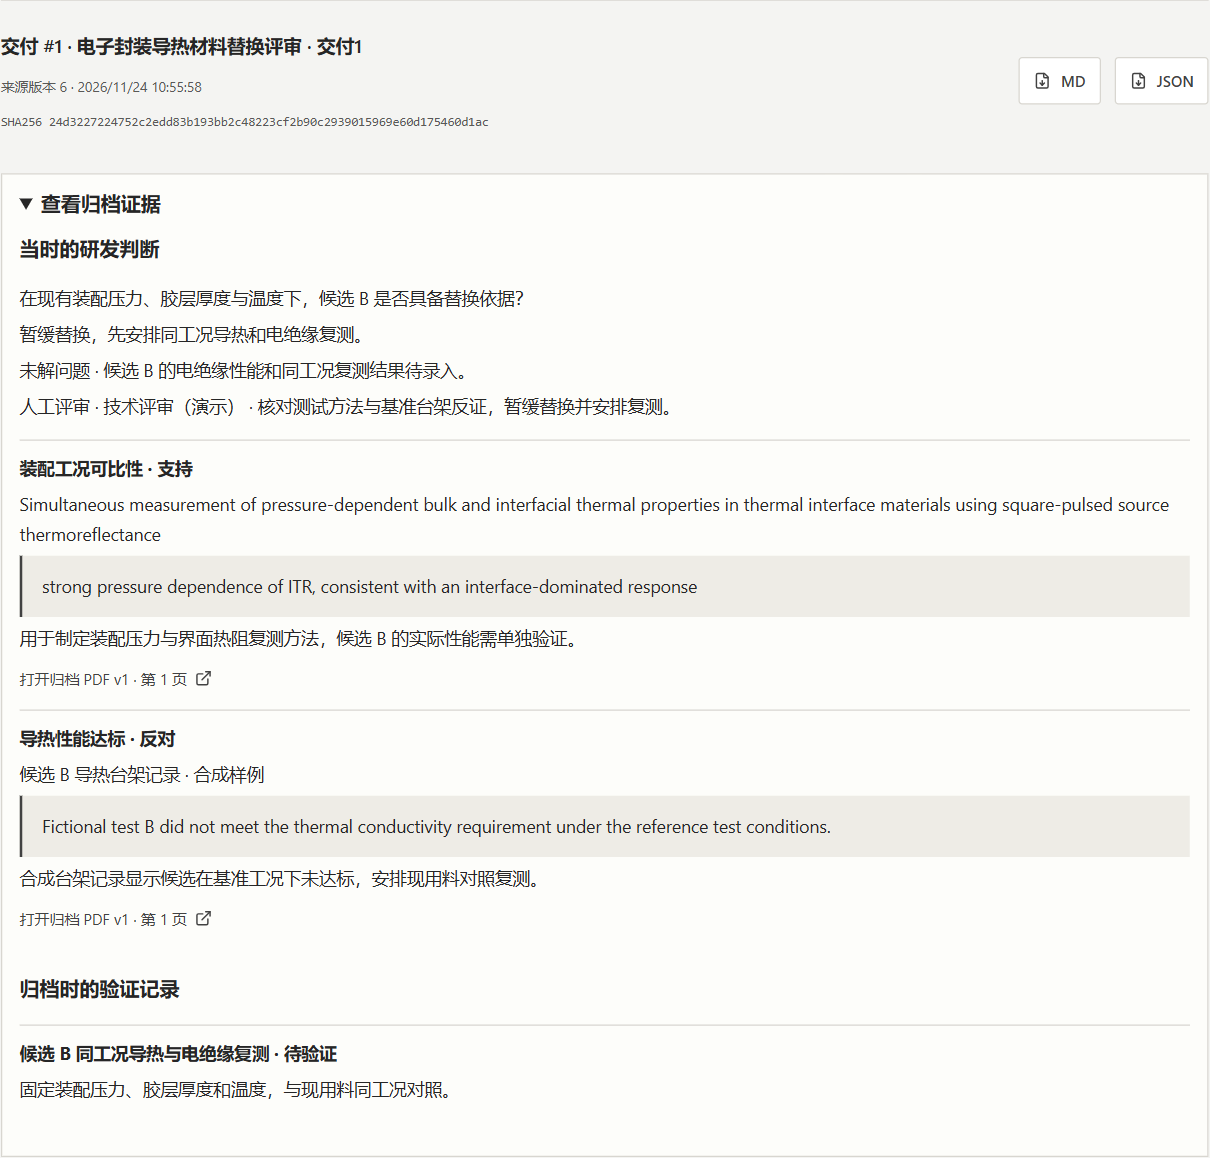 交付 #1 · 电子封装导热材料替换评审 · 交付1
来源版本 6 · 2026/11/24 10:55:58
SHA256 24d3227224752c2edd83b193bb2c48223cf2b90c2939015969e60d175460d1ac
MD
JSON
▼ 查看归档证据
当时的研发判断
在现有装配压力、胶层厚度与温度下，候选 B 是否具备替换依据？
暂缓替换，先安排同工况导热和电绝缘复测。
未解问题 · 候选 B 的电绝缘性能和同工况复测结果待录入。
人工评审 · 技术评审（演示） · 核对测试方法与基准台架反证，暂缓替换并安排复测。
装配工况可比性 · 支持
Simultaneous measurement of pressure-dependent bulk and interfacial thermal properties in thermal interface materials using square-pulsed source
thermoreflectance
strong pressure dependence of ITR, consistent with an interface-dominated response
用于制定装配压力与界面热阻复测方法，候选 B 的实际性能需单独验证。
打开归档 PDF v1 · 第 1 页
导热性能达标 · 反对
候选 B 导热台架记录 · 合成样例
Fictional test B did not meet the thermal conductivity requirement under the reference test conditions.
合成台架记录显示候选在基准工况下未达标，安排现用料对照复测。
打开归档 PDF v1 · 第 1 页
归档时的验证记录
候选 B 同工况导热与电绝缘复测 · 待验证
固定装配压力、胶层厚度和温度，与现用料同工况对照。